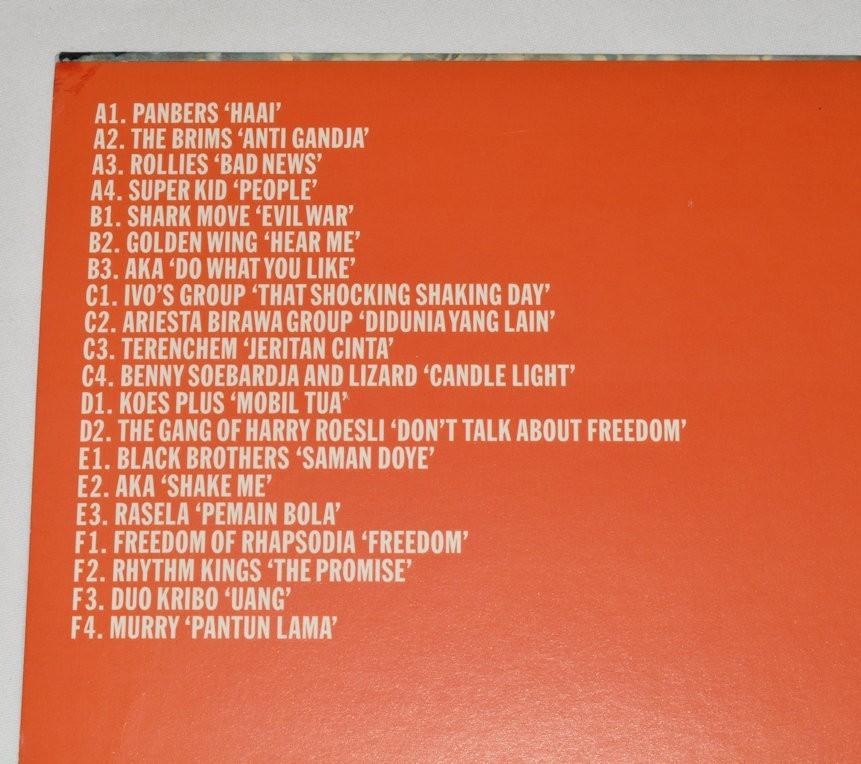 A1. PANBERS ‘HAAI’
A2. THE BRIMS ‘ANTI GANDJA’
A3. ROLLIES ‘BAD NEWS’
A4. SUPER KID ‘PEOPLE’
B1. SHARK MOVE ‘EVIL WAR’
B2. GOLDEN WING ‘HEAR ME’
B3. AKA ‘DO WHAT YOU LIKE’
C1. IVO’S GROUP ‘THAT SHOCKING SHAKING DAY’
C2. ARIESTA BIRAWA GROUP ‘DIDUNIA YANG LAIN’
C3. TERENCHEM ‘JERITAN CINTA’
C4. BENNY SOEBARDJA AND LIZARD ‘CANDLE LIGHT’
D1. KOES PLUS ‘MOBIL TUA’
D2. THE GANG OF HARRY ROESLI ‘DON’T TALK ABOUT FREEDOM’
E1. BLACK BROTHERS ‘SAMAN DOYE’
E2. AKA ‘SHAKE ME’
E3. RASELA ‘PEMAIN BOLA’
F1. FREEDOM OF RHAPSODIA ‘FREEDOM’
F2. RHYTHM KINGS ‘THE PROMISE’
F3. DUO KRIBO ‘UANG’
F4. MURRY ‘PANTUN LAMA’